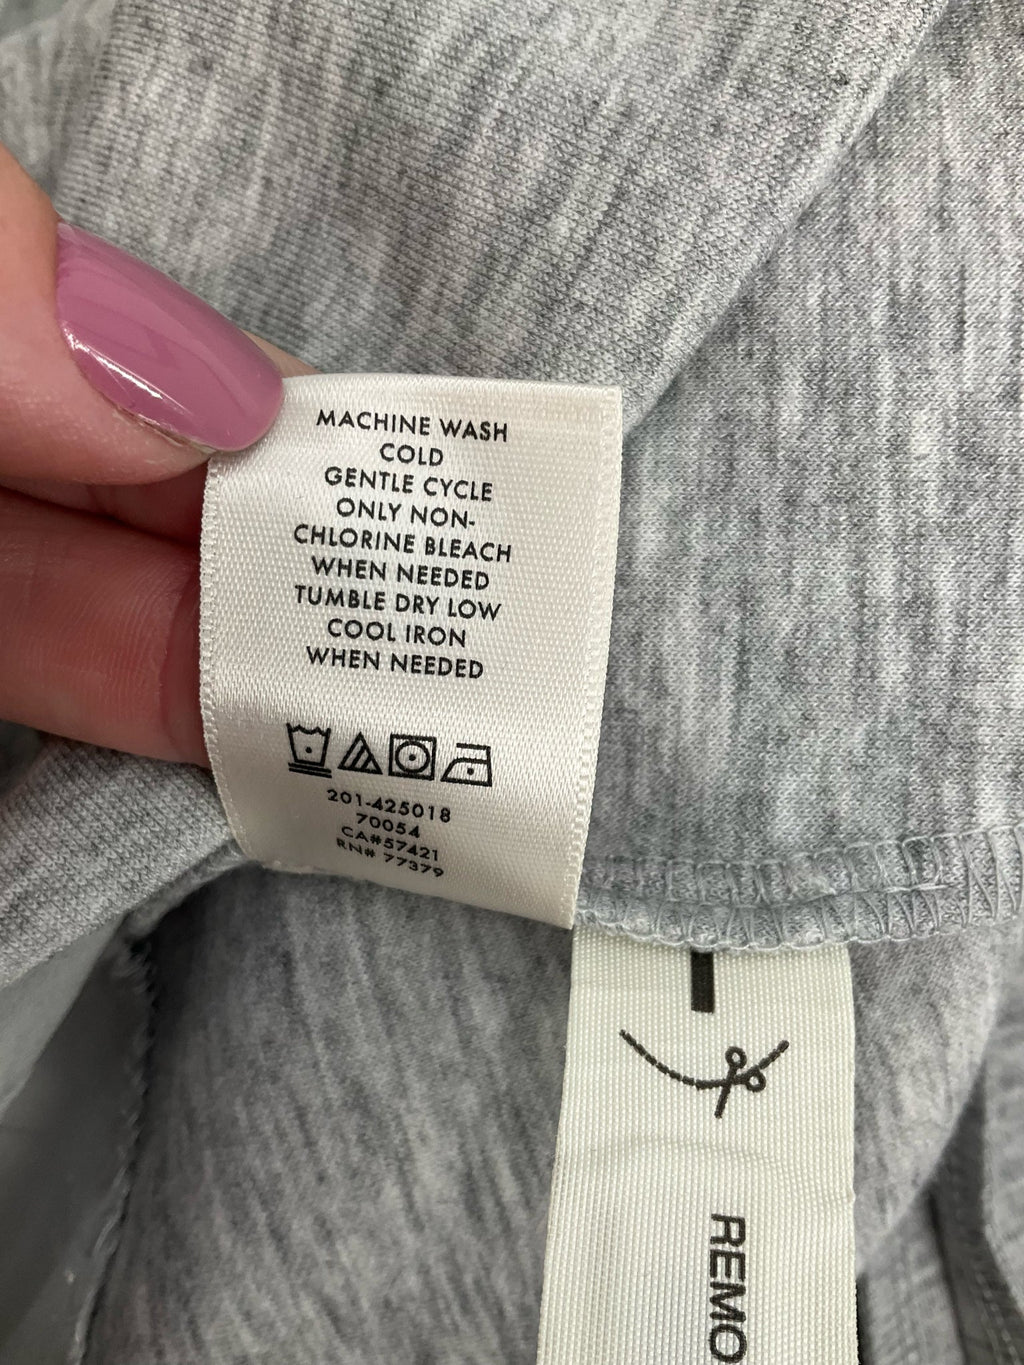 MACHINE WASH
COLD
GENTLE CYCLE
ONLY NON-
CHLORINE BLEACH
WHEN NEEDED
TUMBLE DRY LOW
COOL IRON
WHEN NEEDED
201-425018
70054
CA#57421
RN# 77379
REMO